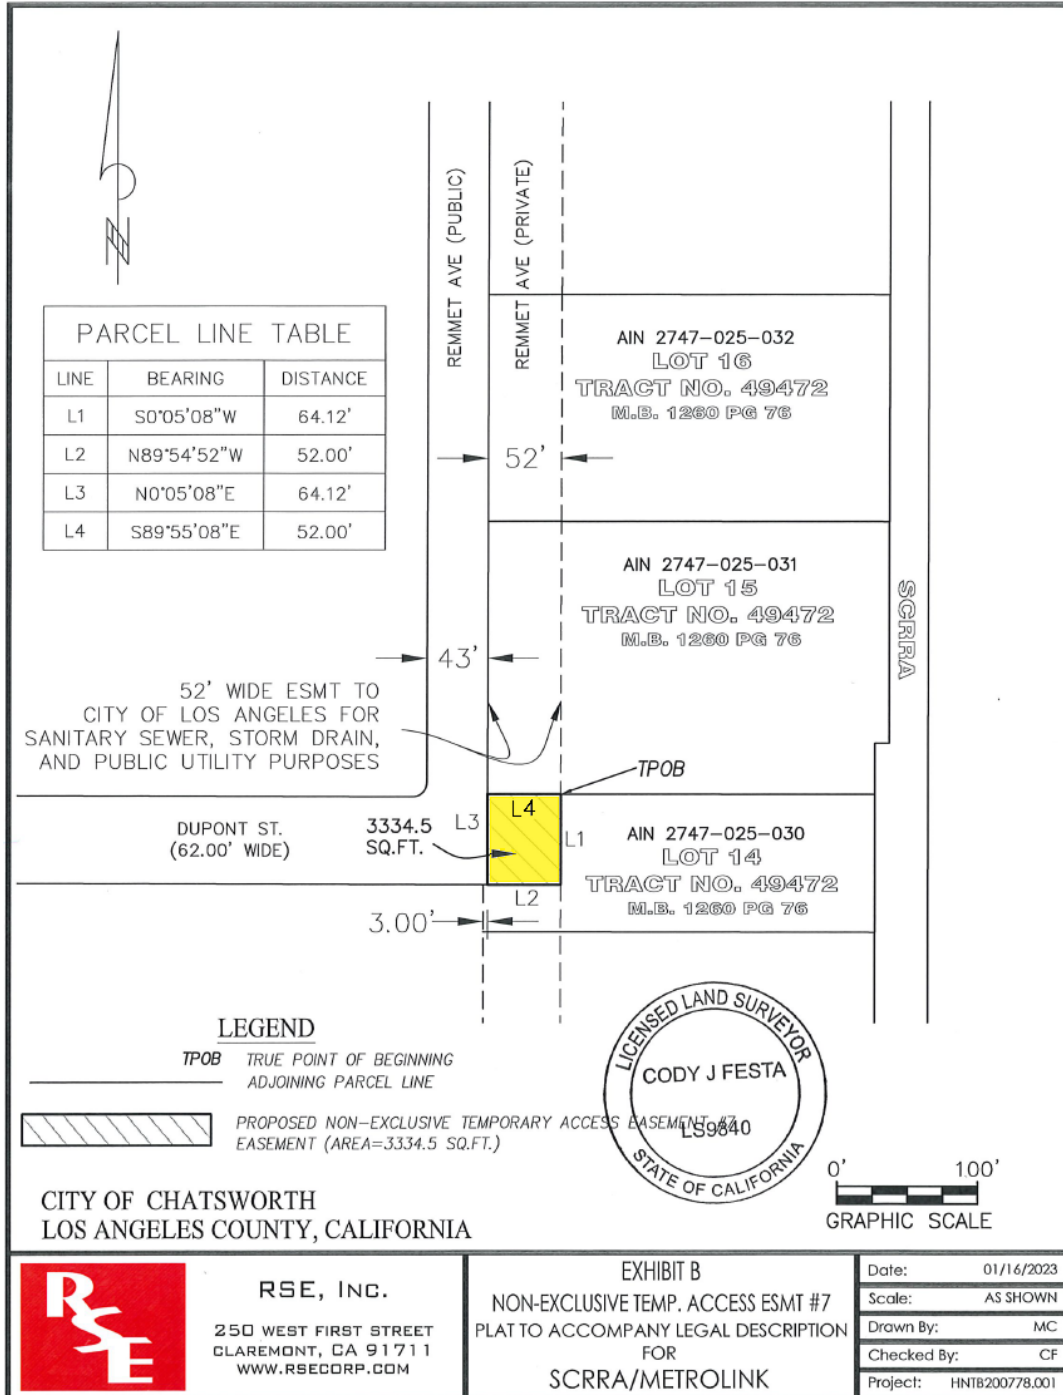 N
REMMET AVE (PUBLIC)
REMMET AVE (PRIVATE)
PARCEL LINE TABLE
LINE BEARING DISTANCE
L1 S0°05'08"W 64.12'
L2 N89°54'52"W 52.00'
L3 N0°05'08"E 64.12'
L4 S89°55'08"E 52.00'
AIN 2747-025-032
LOT 16
TRACT NO. 49472
M.B. 1260 PG 76
52'
AIN 2747-025-031
LOT 15
TRACT NO. 49472
M.B. 1260 PG 76
SCRRA
43'
52' WIDE ESMT TO
CITY OF LOS ANGELES FOR
SANITARY SEWER, STORM DRAIN,
AND PUBLIC UTILITY PURPOSES
TPOB
DUPONT ST.
(62.00' WIDE)
3334.5
SQ.FT.
L3
L4
L1
L2
AIN 2747-025-030
LOT 14
TRACT NO. 49472
M.B. 1260 PG 76
3.00'
LEGEND
TPOB TRUE POINT OF BEGINNING
ADJOINING PARCEL LINE
PROPOSED NON-EXCLUSIVE TEMPORARY ACCESS EASEMENT #7
EASEMENT (AREA=3334.5 SQ.FT.)
LICENSED LAND SURVEYOR
CODY J FESTA
LS9840
STATE OF CALIFORNIA
0' 100'
GRAPHIC SCALE
CITY OF CHATSWORTH
LOS ANGELES COUNTY, CALIFORNIA
RSE
RSE, INC.
250 WEST FIRST STREET
CLAREMONT, CA 91711
WWW.RSECORP.COM
EXHIBIT B
NON-EXCLUSIVE TEMP. ACCESS ESMT #7
PLAT TO ACCOMPANY LEGAL DESCRIPTION
FOR
SCRRA/METROLINK
Date: 01/16/2023
Scale: AS SHOWN
Drawn By: MC
Checked By: CF
Project: HNTB200778.001